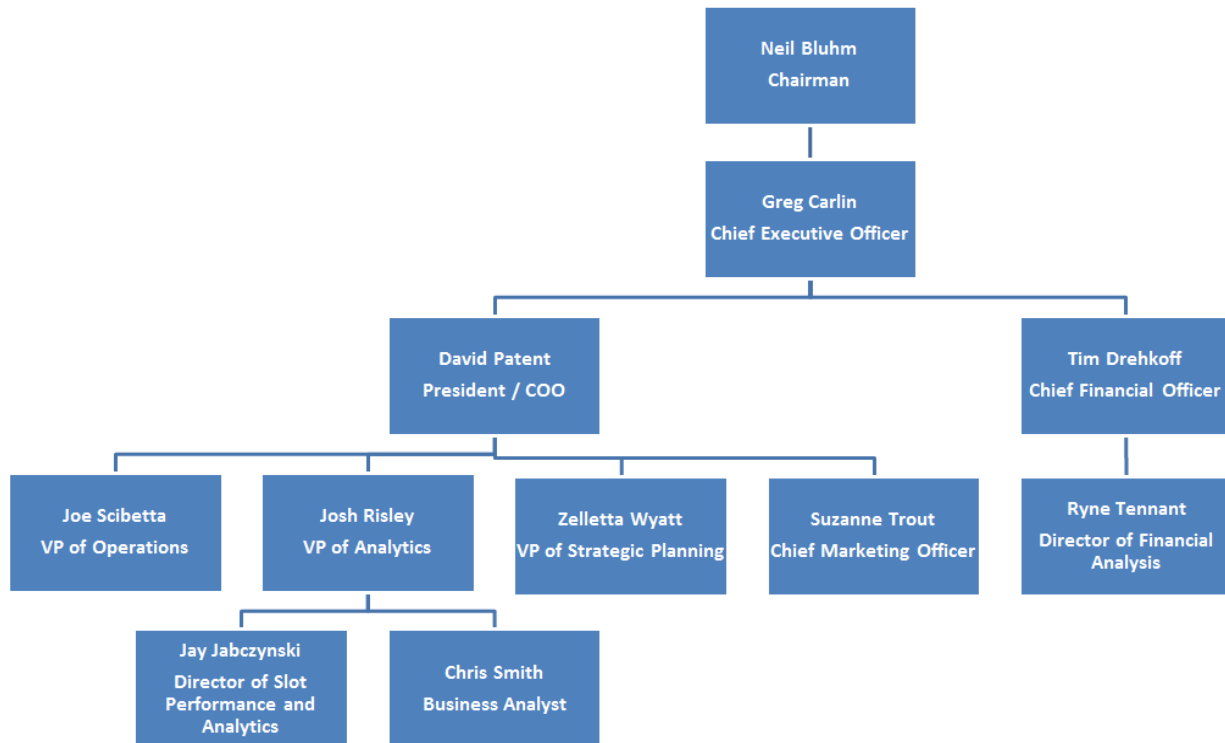 Neil Bluhm
Chairman
Greg Carlin
Chief Executive Officer
David Patent
President / COO
Tim Drehkoff
Chief Financial Officer
Joe Scibetta
VP of Operations
Josh Risley
VP of Analytics
Zelletta Wyatt
VP of Strategic Planning
Suzanne Trout
Chief Marketing Officer
Ryne Tennant
Director of Financial
Analysis
Jay Jabczynski
Director of Slot
Performance and
Analytics
Chris Smith
Business Analyst